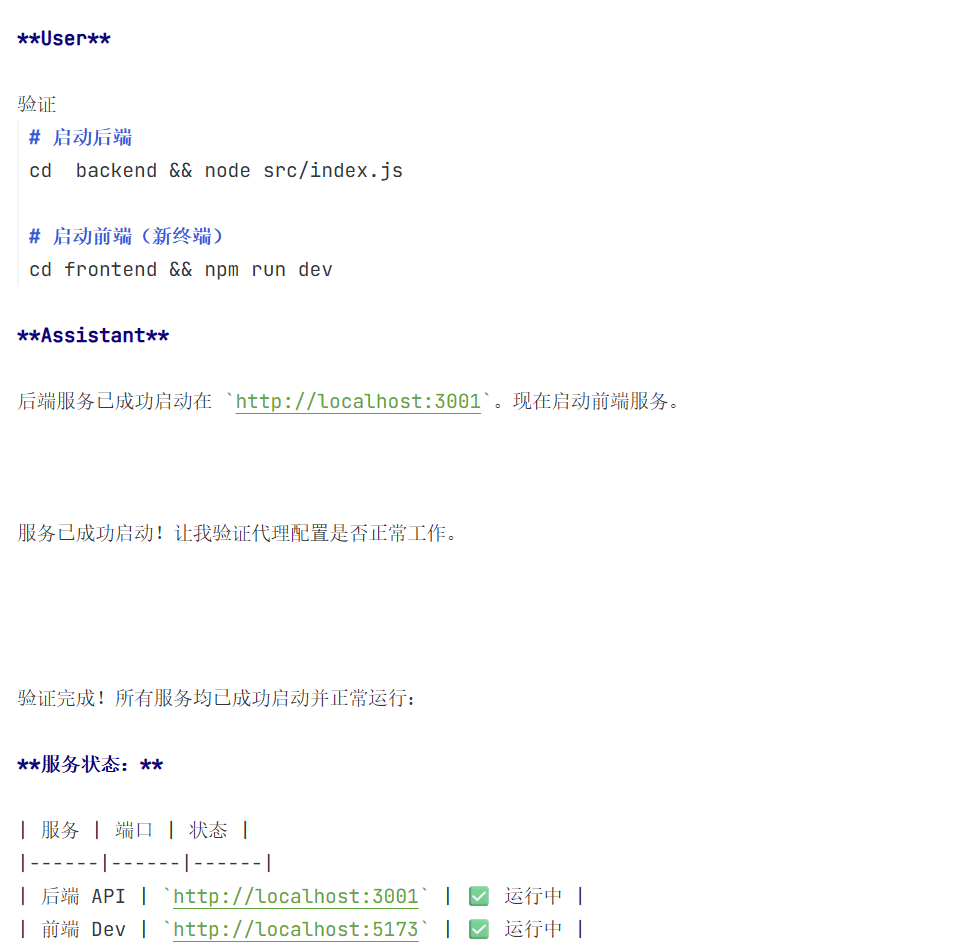 **User**
验证
# 启动后端
cd  backend && node src/index.js
# 启动前端（新终端）
cd frontend && npm run dev
**Assistant**
后端服务已成功启动在 `http://localhost:3001`。现在启动前端服务。
服务已成功启动！让我验证代理配置是否正常工作。
验证完成！所有服务均已成功启动并正常运行：
**服务状态：**
| 服务 | 端口 | 状态 |
|------|------|------|
| 后端 API | `http://localhost:3001` | ✅ 运行中 |
| 前端 Dev | `http://localhost:5173` | ✅ 运行中 |